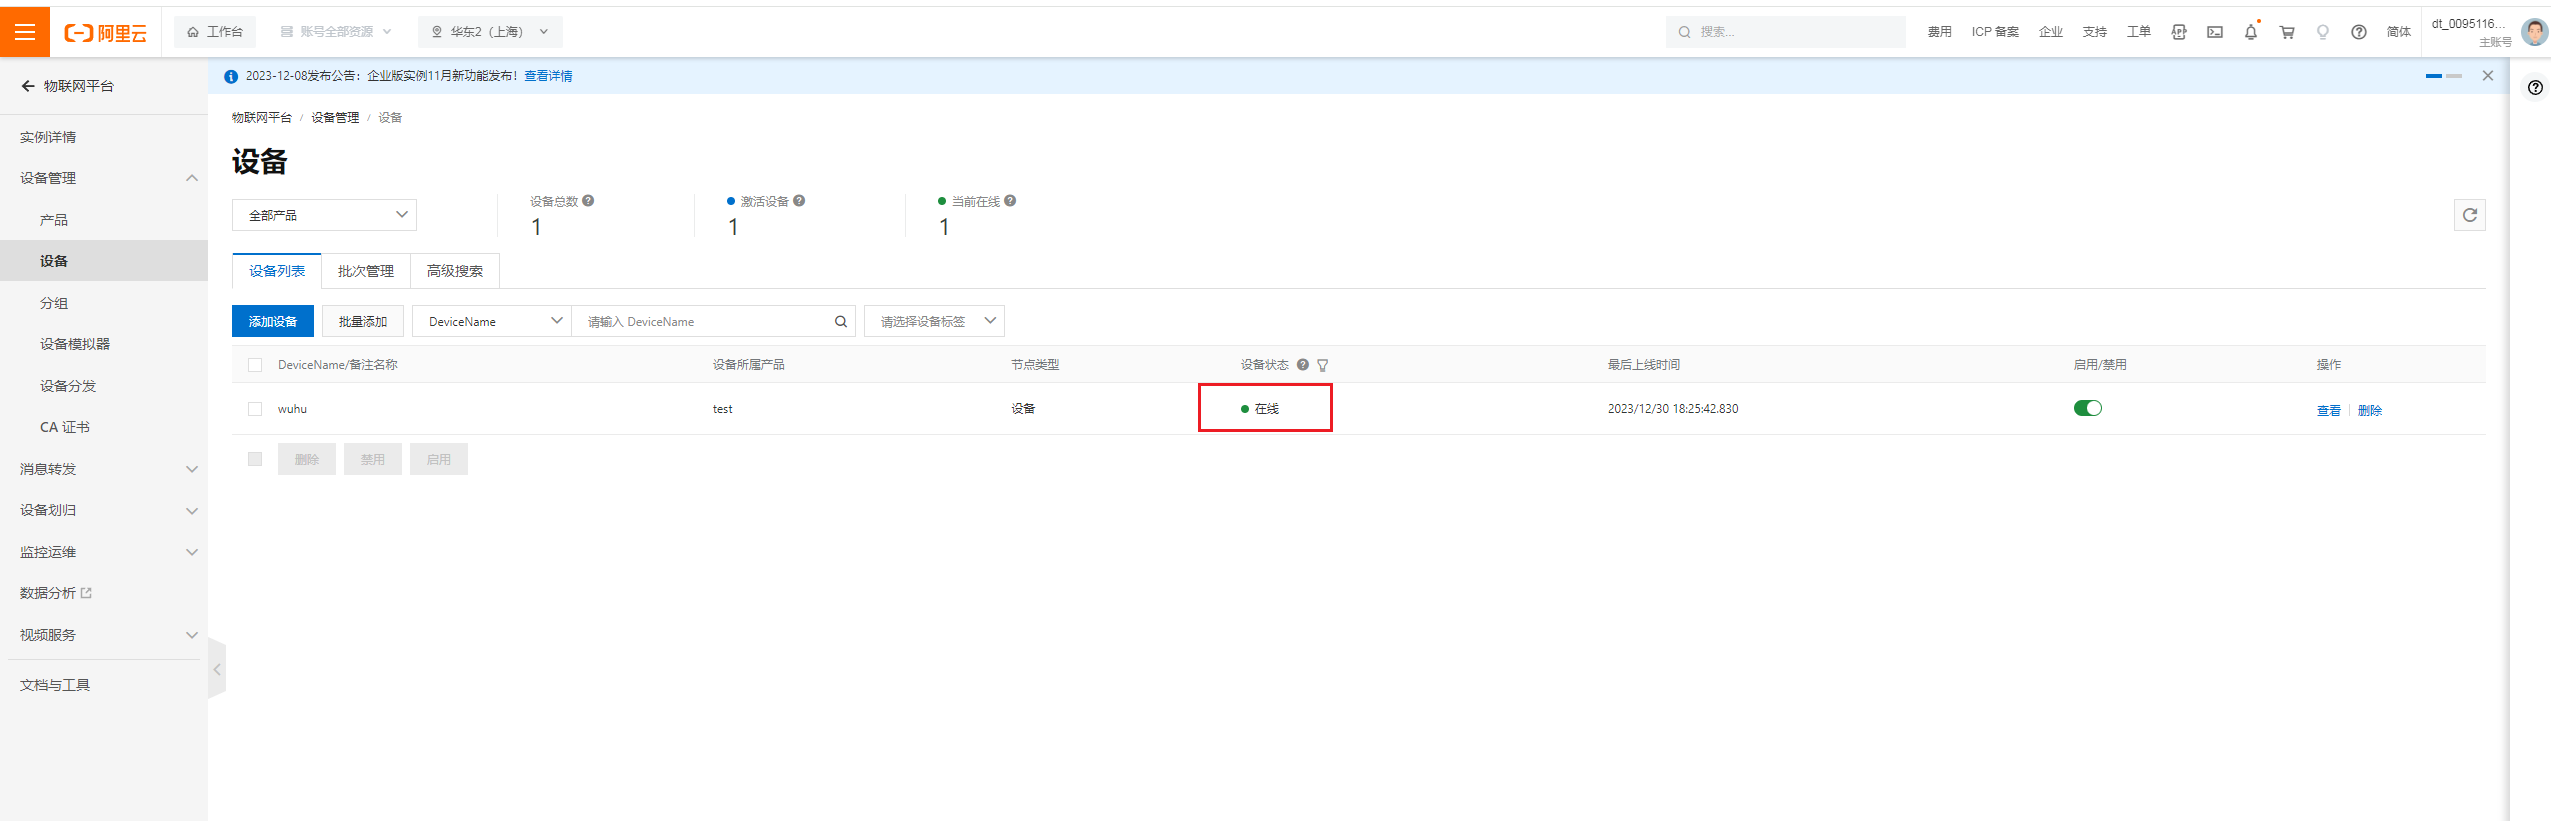 阿里云 工作台 账号全部资源 华东2（上海） 搜索... 费用 ICP 备案 企业 支持 工单 简体 dt_0095116...
主账号
物联网平台
实例详情
设备管理
产品
设备
分组
设备模拟器
设备分发
CA 证书
消息转发
设备划归
监控运维
数据分析
视频服务
文档与工具
2023-12-08发布公告：企业版实例11月新功能发布！查看详情
物联网平台 / 设备管理 / 设备
设备
全部产品
设备总数
1
激活设备
1
当前在线
1
设备列表 批次管理 高级搜索
添加设备 批量添加 DeviceName 请输入 DeviceName 请选择设备标签
DeviceName/备注名称 设备所属产品 节点类型 设备状态 最后上线时间 启用/禁用 操作
wuhu test 设备 在线 2023/12/30 18:25:42.830 查看 删除
删除 禁用 启用